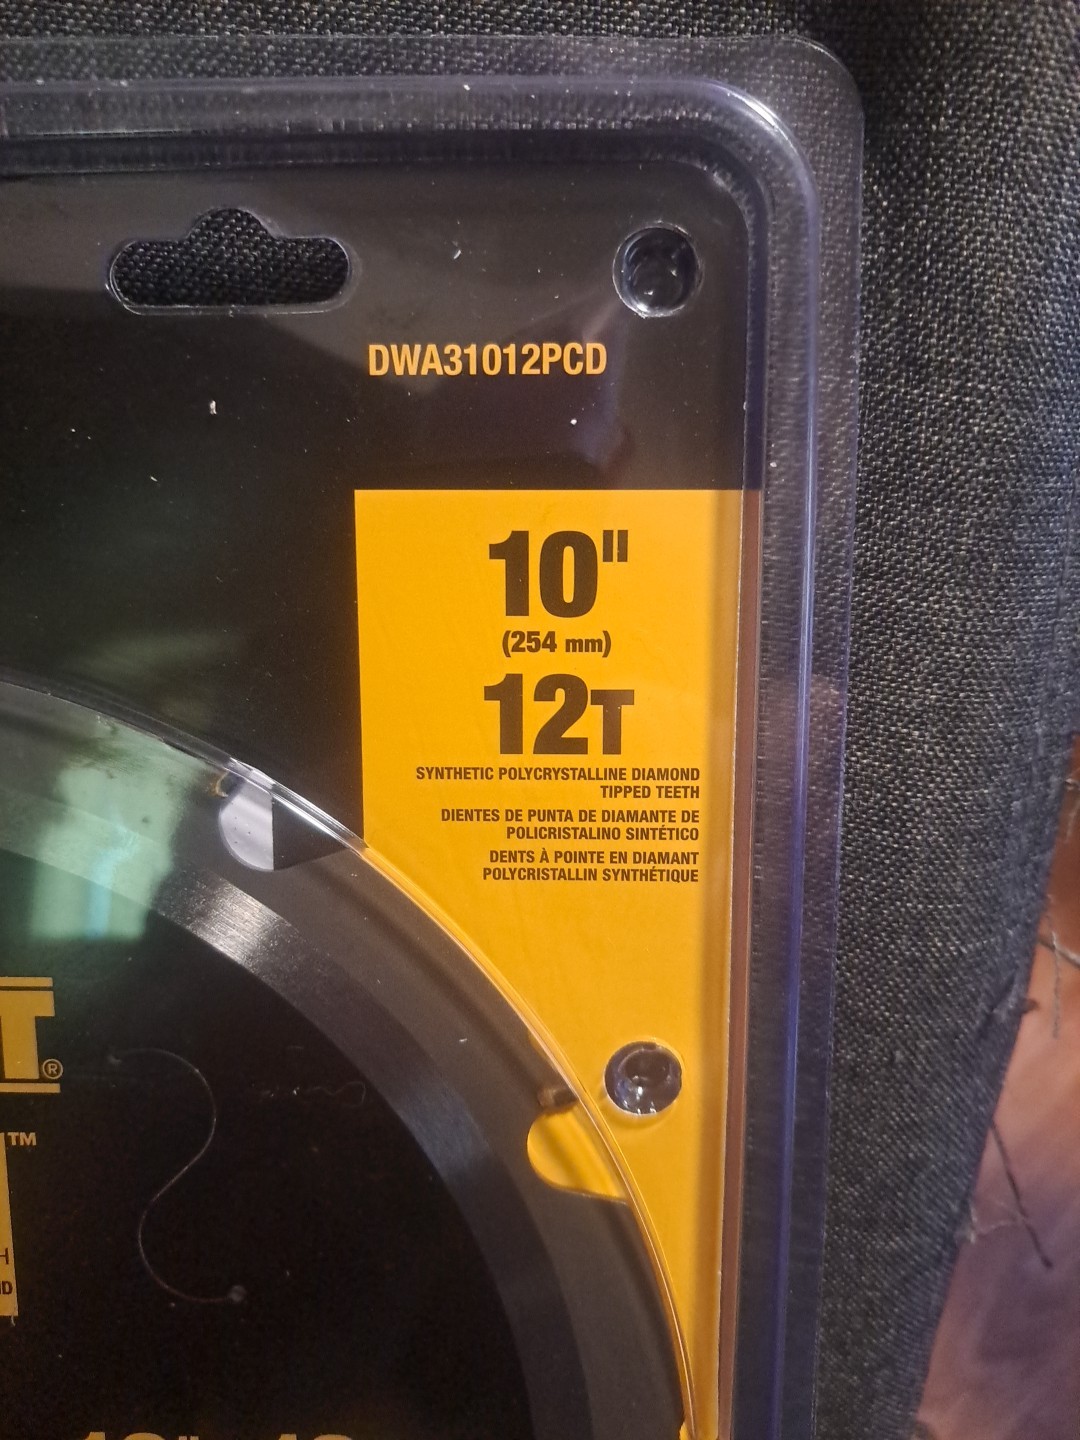 DWA31012PCD
10"
(254 mm)
12T
SYNTHETIC POLYCRYSTALLINE DIAMOND
TIPPED TEETH
DIENTES DE PUNTA DE DIAMANTE DE
POLICRISTALINO SINTÉTICO
DENTS À POINTE EN DIAMANT
POLYCRISTALLIN SYNTHÉTIQUE
T®
TM